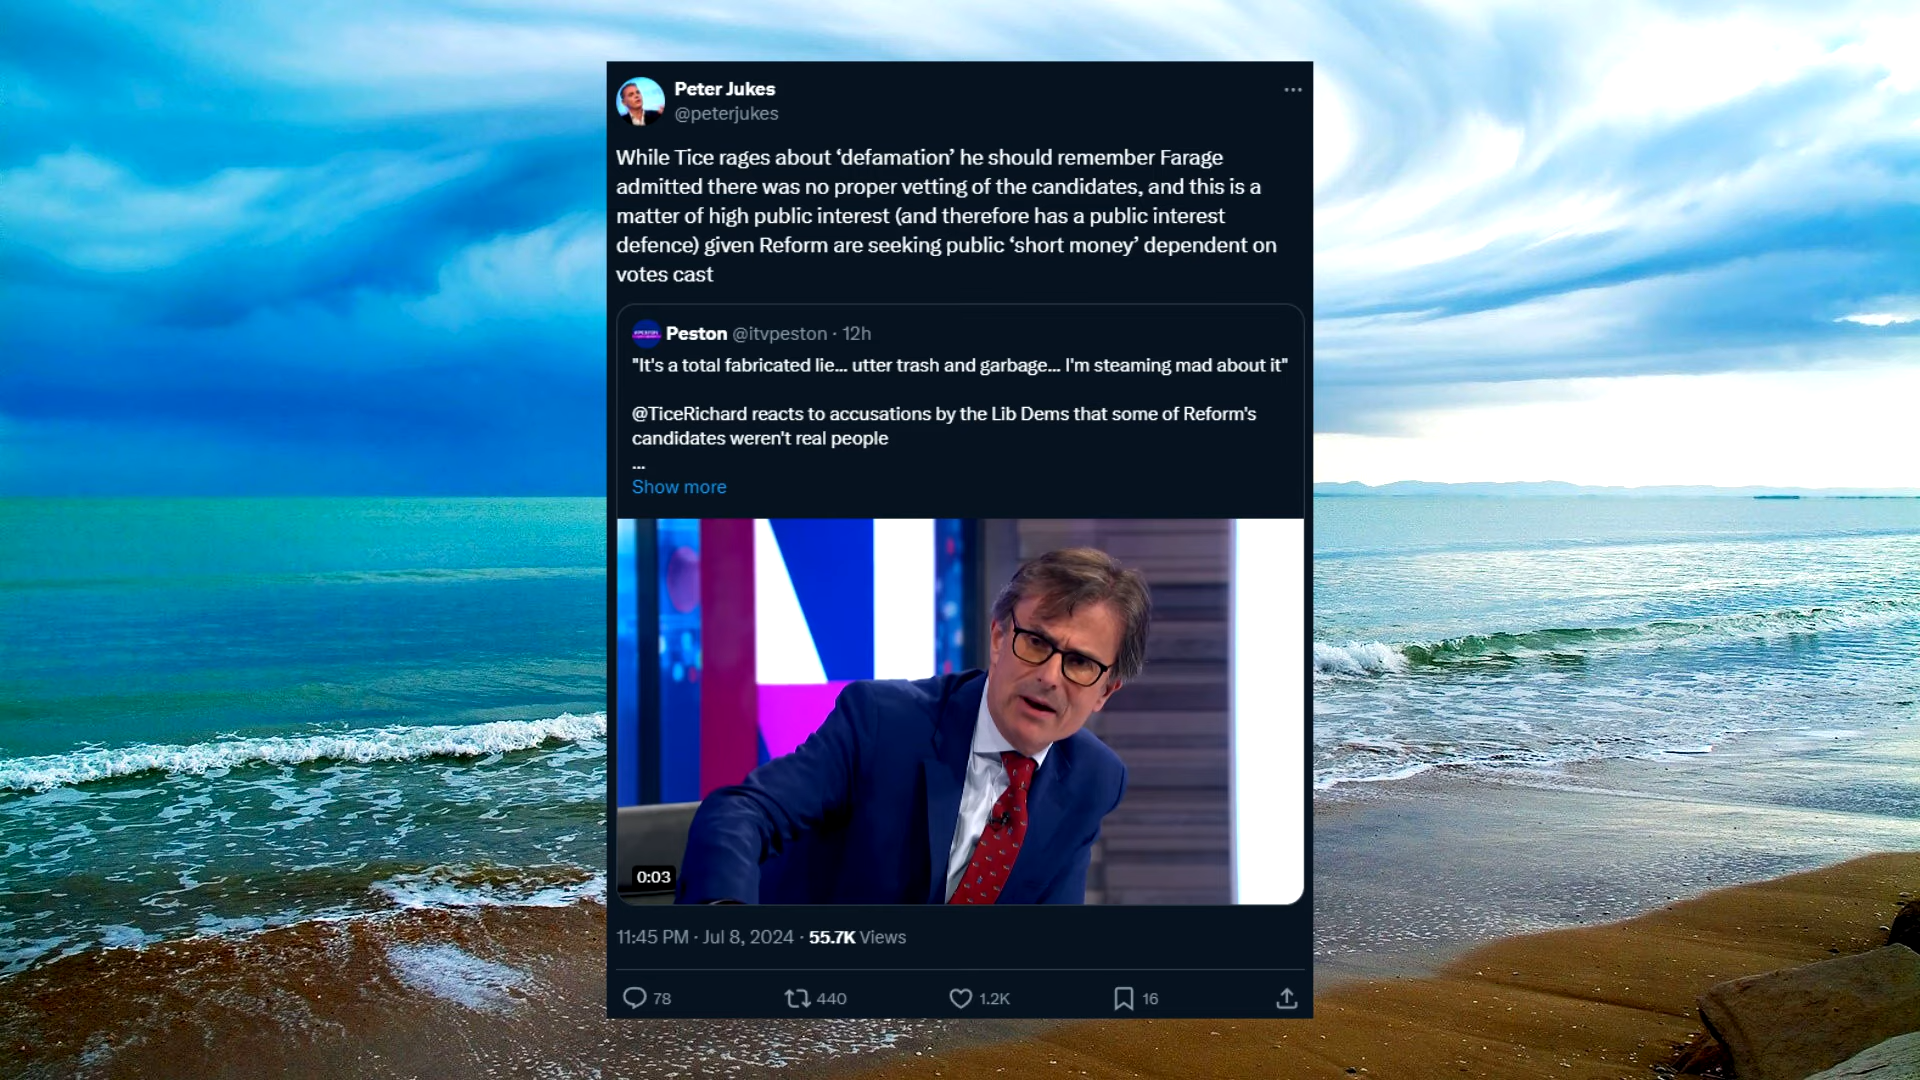 Peter Jukes
@peterjukes
While Tice rages about ‘defamation’ he should remember Farage
admitted there was no proper vetting of the candidates, and this is a
matter of high public interest (and therefore has a public interest
defence) given Reform are seeking public ‘short money’ dependent on
votes cast
Peston @itvpeston · 12h
"It's a total fabricated lie... utter trash and garbage... I'm steaming mad about it"
@TiceRichard reacts to accusations by the Lib Dems that some of Reform's
candidates weren't real people
...
Show more
0:03
11:45 PM · Jul 8, 2024 · 55.7K Views
78 440 1.2K 16